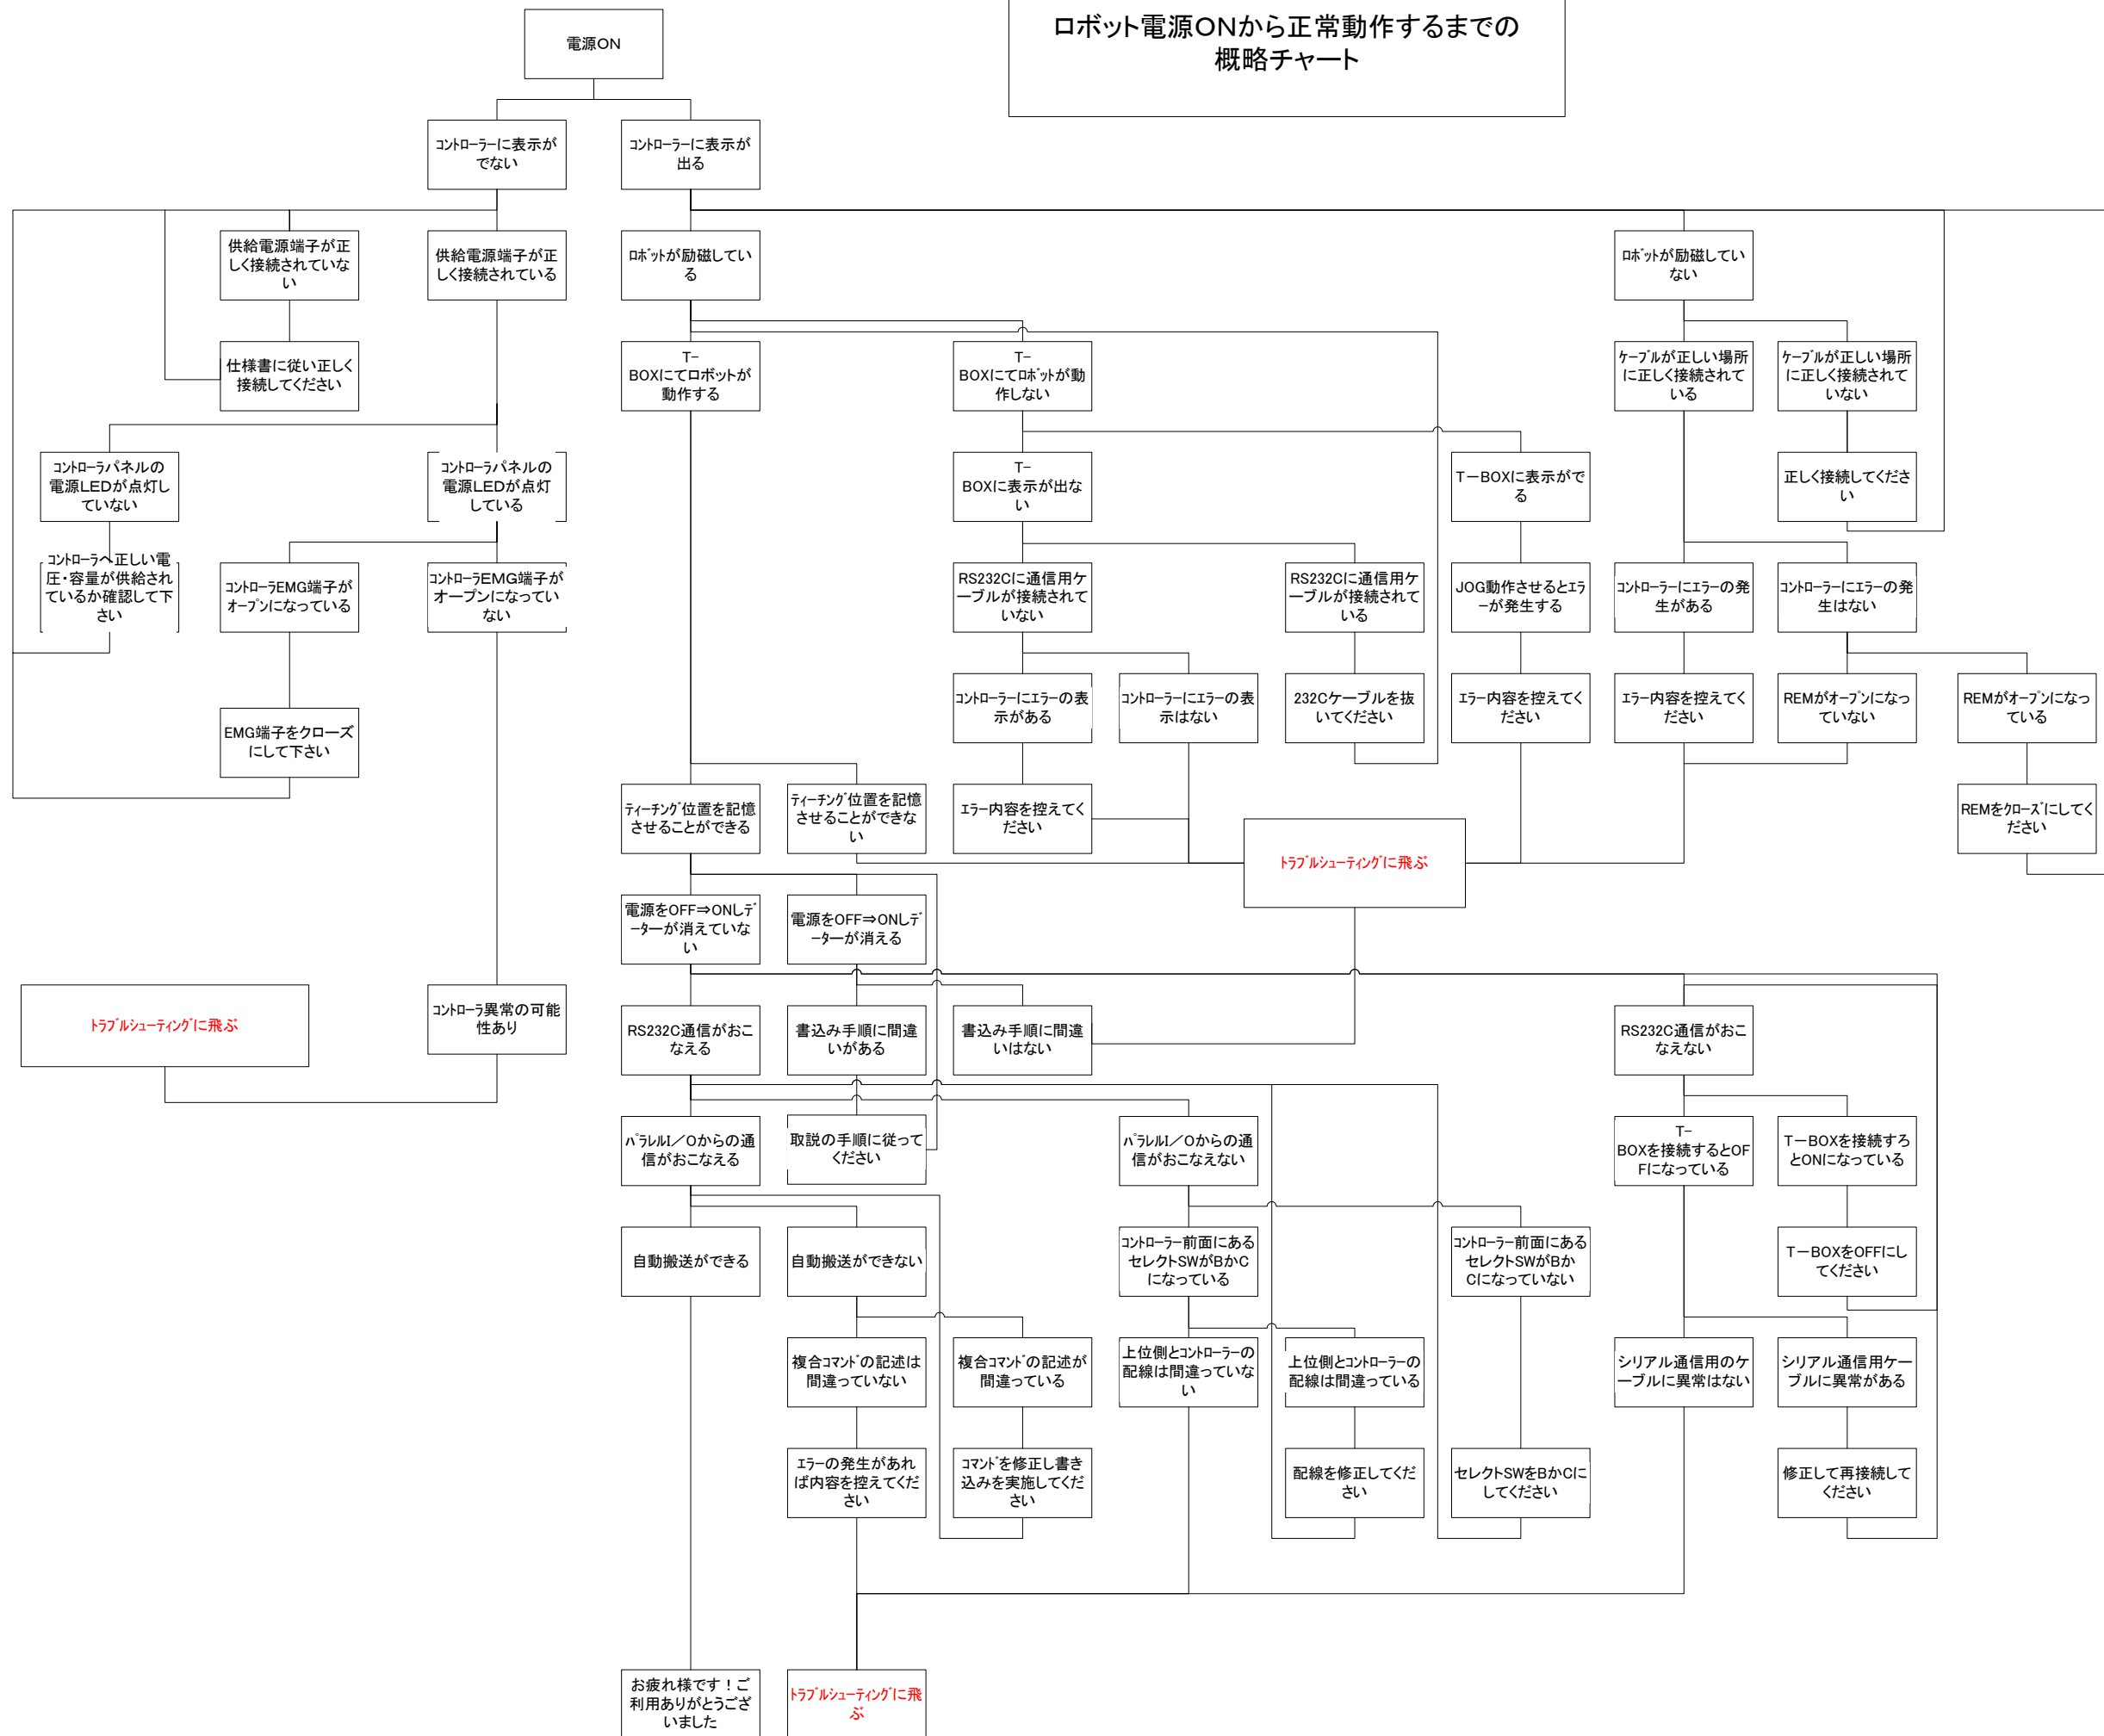 ロボット電源ONから正常動作するまでの
概略チャート
電源ON
コントローラーに表示が
でない
コントローラーに表示が
出る
供給電源端子が正
しく接続されていな
い
供給電源端子が正
しく接続されている
ロボットが励磁してい
る
ロボットが励磁してい
ない
仕様書に従い正しく
接続してください
T−
BOXにてロボットが
動作する
T−
BOXにてロボットが動
作しない
ケーブルが正しい場所
に正しく接続されて
いる
ケーブルが正しい場所
に正しく接続されて
いない
コントローラパネルの
電源LEDが点灯し
ていない
コントローラパネルの
電源LEDが点灯
している
T−
BOXに表示が出な
い
T−BOXに表示がで
る
正しく接続してくださ
い
コントローラへ正しい電
圧・容量が供給され
ているか確認して下
さい
コントローラEMG端子が
オープンになっている
コントローラEMG端子が
オープンになってい
ない
RS232Cに通信用ケ
ーブルが接続されて
いない
RS232Cに通信用ケ
ーブルが接続されて
いる
JOG動作させるとエラ
ーが発生する
コントローラーにエラーの発
生がある
コントローラーにエラーの発
生はない
コントローラーにエラーの表
示がある
コントローラーにエラーの表
示はない
232Cケーブルを抜
いてください
エラー内容を控えてく
ださい
エラー内容を控えてく
ださい
REMがオープンになっ
ていない
REMがオープンになっ
ている
EMG端子をクローズ
にして下さい
ティーチング位置を記憶
させることができる
ティーチング位置を記憶
させることができな
い
エラー内容を控えてく
ださい
REMをクローズにしてく
ださい
トラブルシューティングに飛ぶ
電源をOFF⇒ONしデ
ーターが消えていな
い
電源をOFF⇒ONしデ
ーターが消える
トラブルシューティングに飛ぶ
コントローラ異常の可能
性あり
RS232C通信がおこ
なえる
書込み手順に間違
いがある
書込み手順に間違
いはない
RS232C通信がおこ
なえない
パラレルI/Oからの通
信がおこなえる
取説の手順に従って
ください
パラレルI/Oからの通
信がおこなえない
T−
BOXを接続するとOF
Fになっている
T−BOXを接続すろ
とONになっている
自動搬送ができる
自動搬送ができない
コントローラー前面にある
セレクトSWがBかC
になっている
コントローラー前面にある
セレクトSWがBか
Cになっていない
T−BOXをOFFにし
てください
複合コマンドの記述は
間違っていない
複合コマンドの記述が
間違っている
上位側とコントローラーの
配線は間違っていな
い
上位側とコントローラーの
配線は間違っている
シリアル通信用のケ
ーブルに異常はない
シリアル通信用ケー
ブルに異常がある
エラーの発生があれ
ば内容を控えてくだ
さい
コマンドを修正し書き
込みを実施してくだ
さい
配線を修正してくだ
さい
セレクトSWをBかCに
してください
修正して再接続して
ください
お疲れ様です！ご
利用ありがとうござ
いました
トラブルシューティングに飛
ぶ